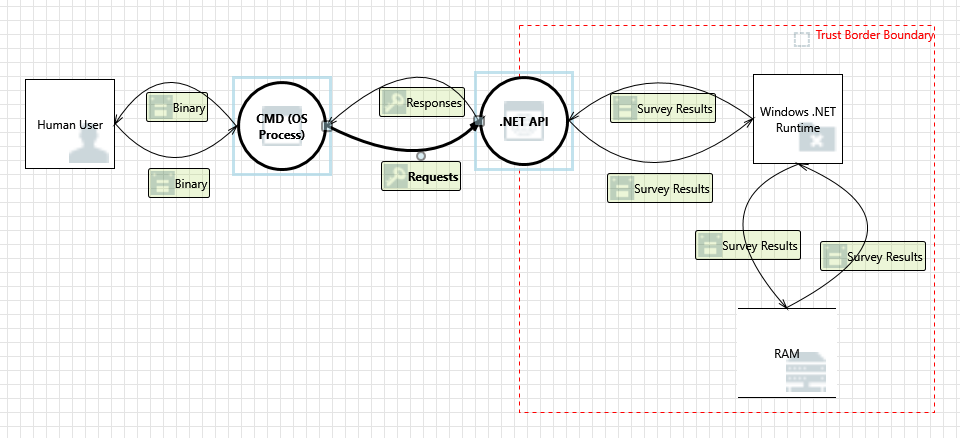 Trust Border Boundary
Human User
Binary
Binary
CMD (OS
Process)
Responses
Requests
.NET API
Survey Results
Survey Results
Windows .NET
Runtime
Survey Results
Survey Results
RAM